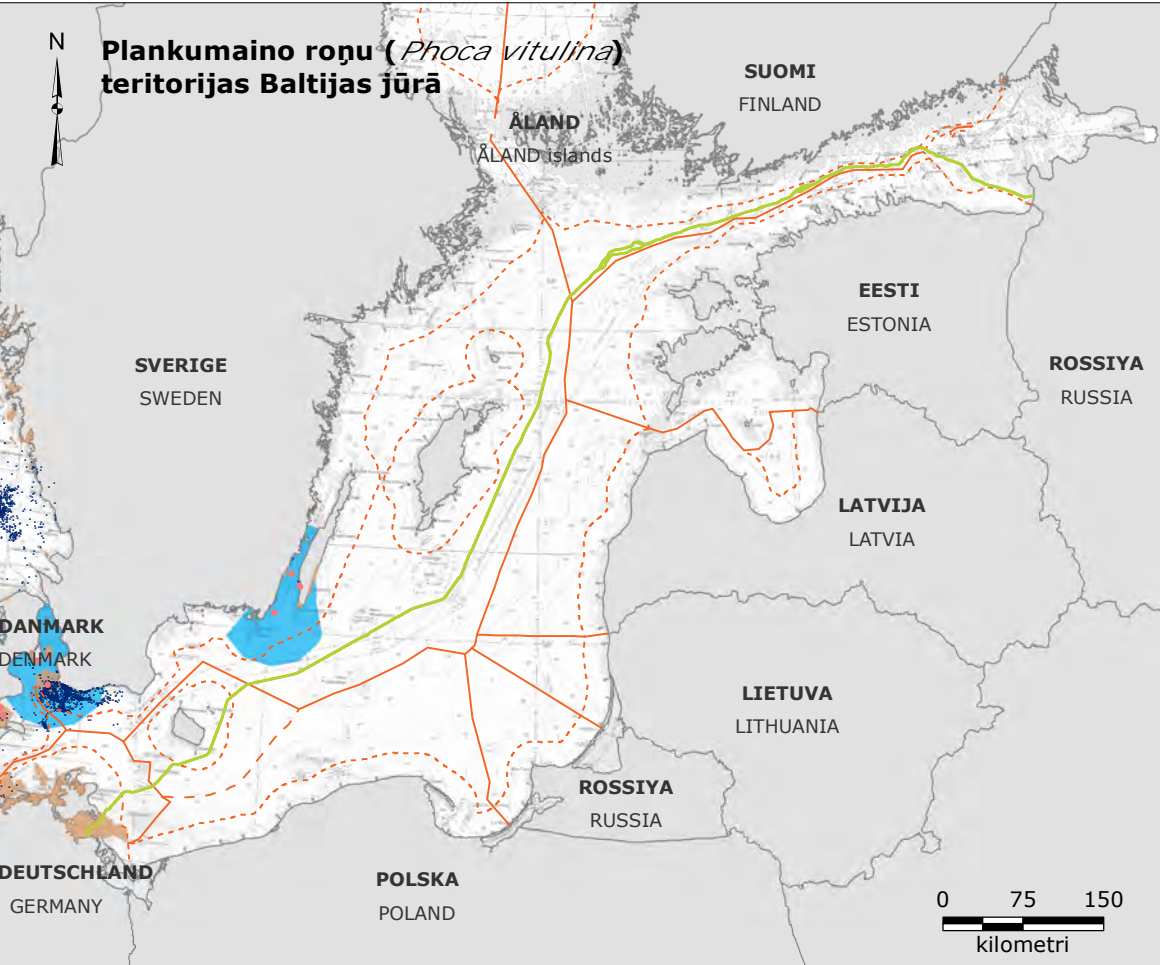 N
Plankumaino roņu (Phoca vitulina)
teritorijas Baltijas jūrā
SUOMI
FINLAND
ÅLAND
ÅLAND islands
EESTI
ESTONIA
SVERIGE
SWEDEN
ROSSIYA
RUSSIA
LATVIJA
LATVIA
DANMARK
DENMARK
LIETUVA
LITHUANIA
ROSSIYA
RUSSIA
DEUTSCHLAND
GERMANY
POLSKA
POLAND
0 75 150
kilometri